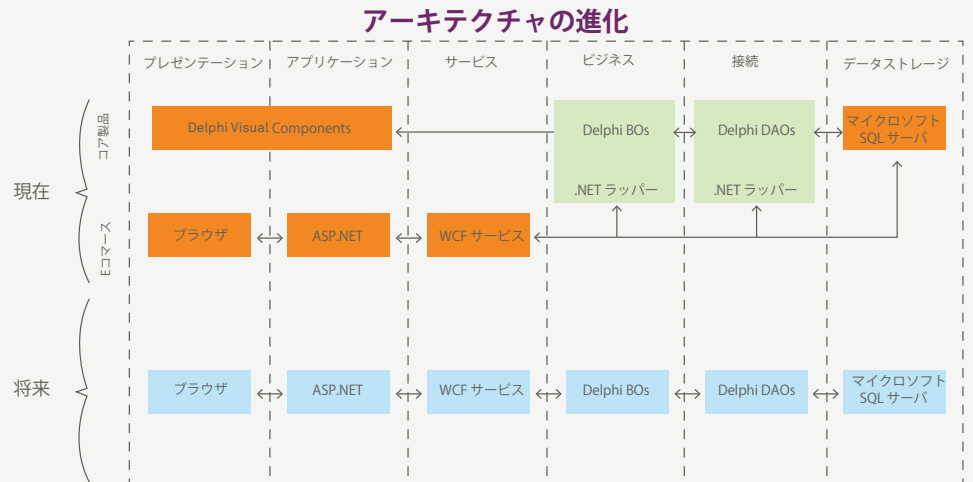 アーキテクチャの進化
プレゼンテーション
アプリケーション
サービス
ビジネス
接続
データストレージ
現在
コア製品
Delphi Visual Components
Delphi BOs
Delphi DAOs
マイクロソフト
SQL サーバ
.NET ラッパー
.NET ラッパー
Eコマース
ブラウザ
ASP.NET
WCF サービス
将来
ブラウザ
ASP.NET
WCF サービス
Delphi BOs
Delphi DAOs
マイクロソフト
SQL サーバ